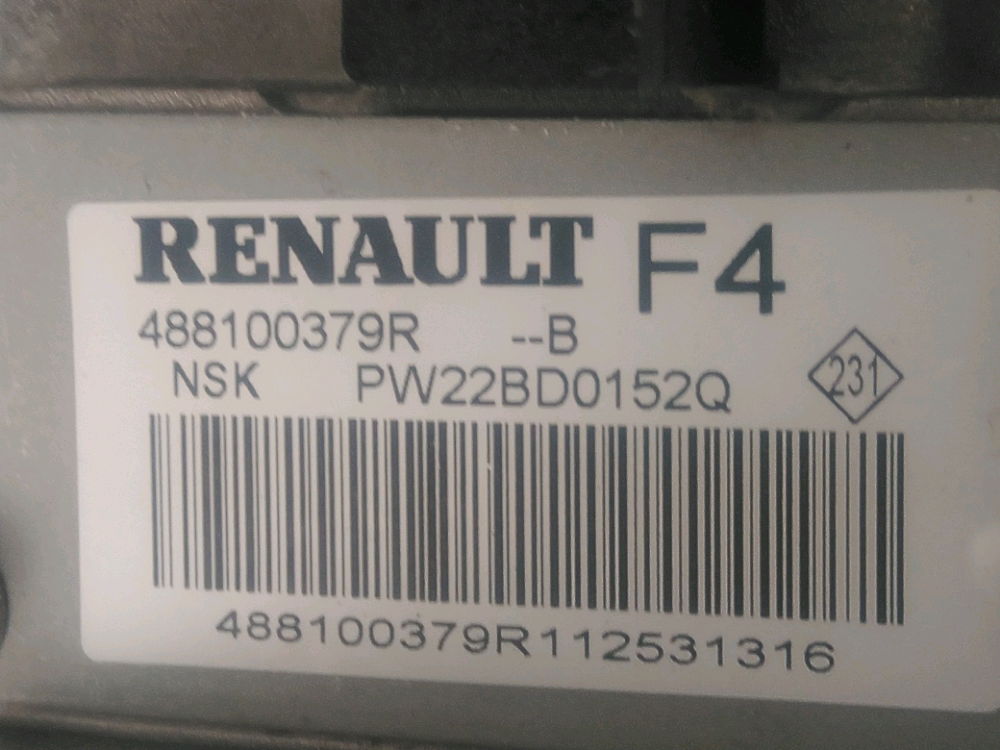 RENAULT F4
488100379R --B
NSK PW22BD0152Q
231
488100379R112531316